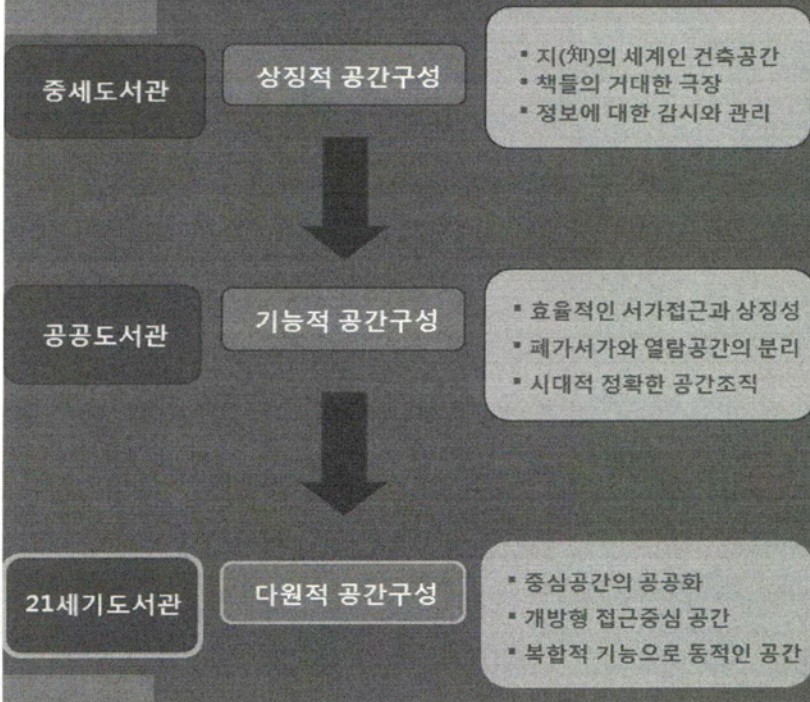 중세도서관
상징적 공간구성
▪ 지(知)의 세계인 건축공간
▪ 책들의 거대한 극장
▪ 정보에 대한 감시와 관리
공공도서관
기능적 공간구성
▪ 효율적인 서가접근과 상징성
▪ 폐가서가와 열람공간의 분리
▪ 시대적 정확한 공간조직
21세기도서관
다원적 공간구성
▪ 중심공간의 공공화
▪ 개방형 접근중심 공간
▪ 복합적 기능으로 동적인 공간